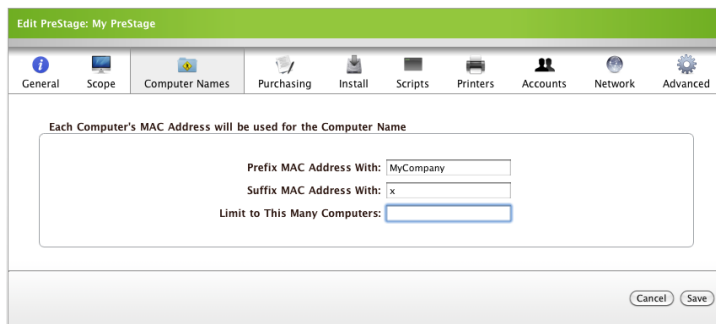 Edit PreStage: My PreStage
General Scope Computer Names Purchasing Install Scripts Printers Accounts Network Advanced
Each Computer's MAC Address will be used for the Computer Name
Prefix MAC Address With: MyCompany
Suffix MAC Address With: x
Limit to This Many Computers:
Cancel Save